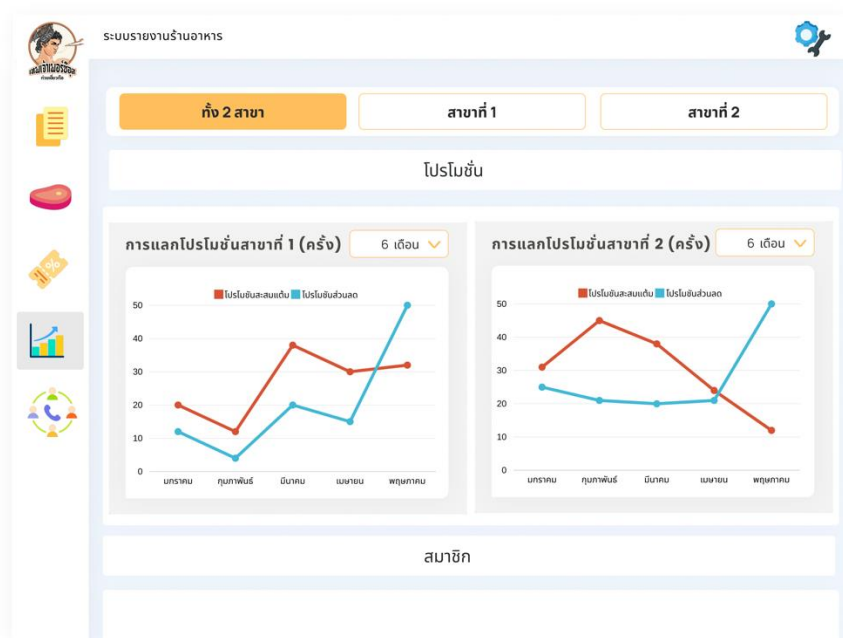 ระบบรายงานร้านอาหาร
ทั้ง 2 สาขา
สาขาที่ 1
สาขาที่ 2
โปรโมชั่น
การแลกโปรโมชั่นสาขาที่ 1 (ครั้ง)
6 เดือน
โปรโมชันสะสมแต้ม โปรโมชันส่วนลด
50
40
30
20
10
0
มกราคม กุมภาพันธ์ มีนาคม เมษายน พฤษภาคม
การแลกโปรโมชั่นสาขาที่ 2 (ครั้ง)
6 เดือน
โปรโมชันสะสมแต้ม โปรโมชันส่วนลด
50
40
30
20
10
0
มกราคม กุมภาพันธ์ มีนาคม เมษายน พฤษภาคม
สมาชิก